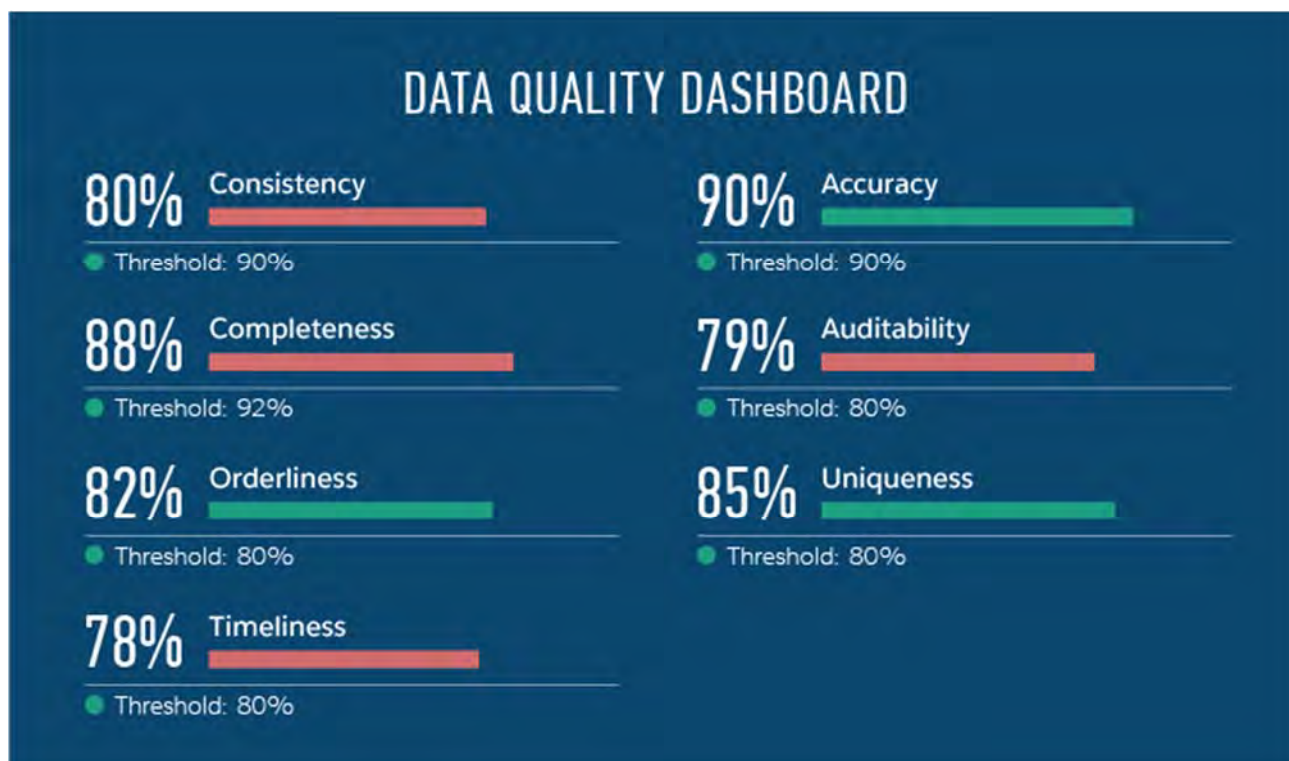 DATA QUALITY DASHBOARD
80% Consistency
Threshold: 90%
88% Completeness
Threshold: 92%
82% Orderliness
Threshold: 80%
78% Timeliness
Threshold: 80%
90% Accuracy
Threshold: 90%
79% Auditability
Threshold: 80%
85% Uniqueness
Threshold: 80%